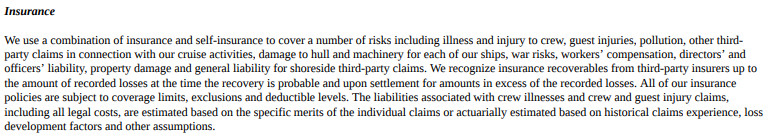 Insurance
We use a combination of insurance and self-insurance to cover a number of risks including illness and injury to crew, guest injuries, pollution, other third-
party claims in connection with our cruise activities, damage to hull and machinery for each of our ships, war risks, workers’ compensation, directors’ and
officers’ liability, property damage and general liability for shoreside third-party claims. We recognize insurance recoverables from third-party insurers up to
the amount of recorded losses at the time the recovery is probable and upon settlement for amounts in excess of the recorded losses. All of our insurance
policies are subject to coverage limits, exclusions and deductible levels. The liabilities associated with crew illnesses and crew and guest injury claims,
including all legal costs, are estimated based on the specific merits of the individual claims or actuarially estimated based on historical claims experience, loss
development factors and other assumptions.